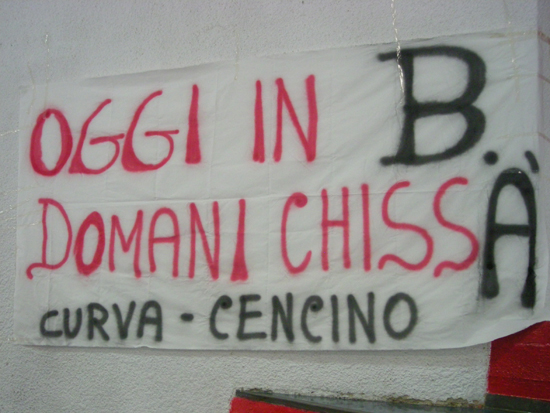 OGGI IN B.
DOMANI CHISSÀ
CURVA - CENCINO